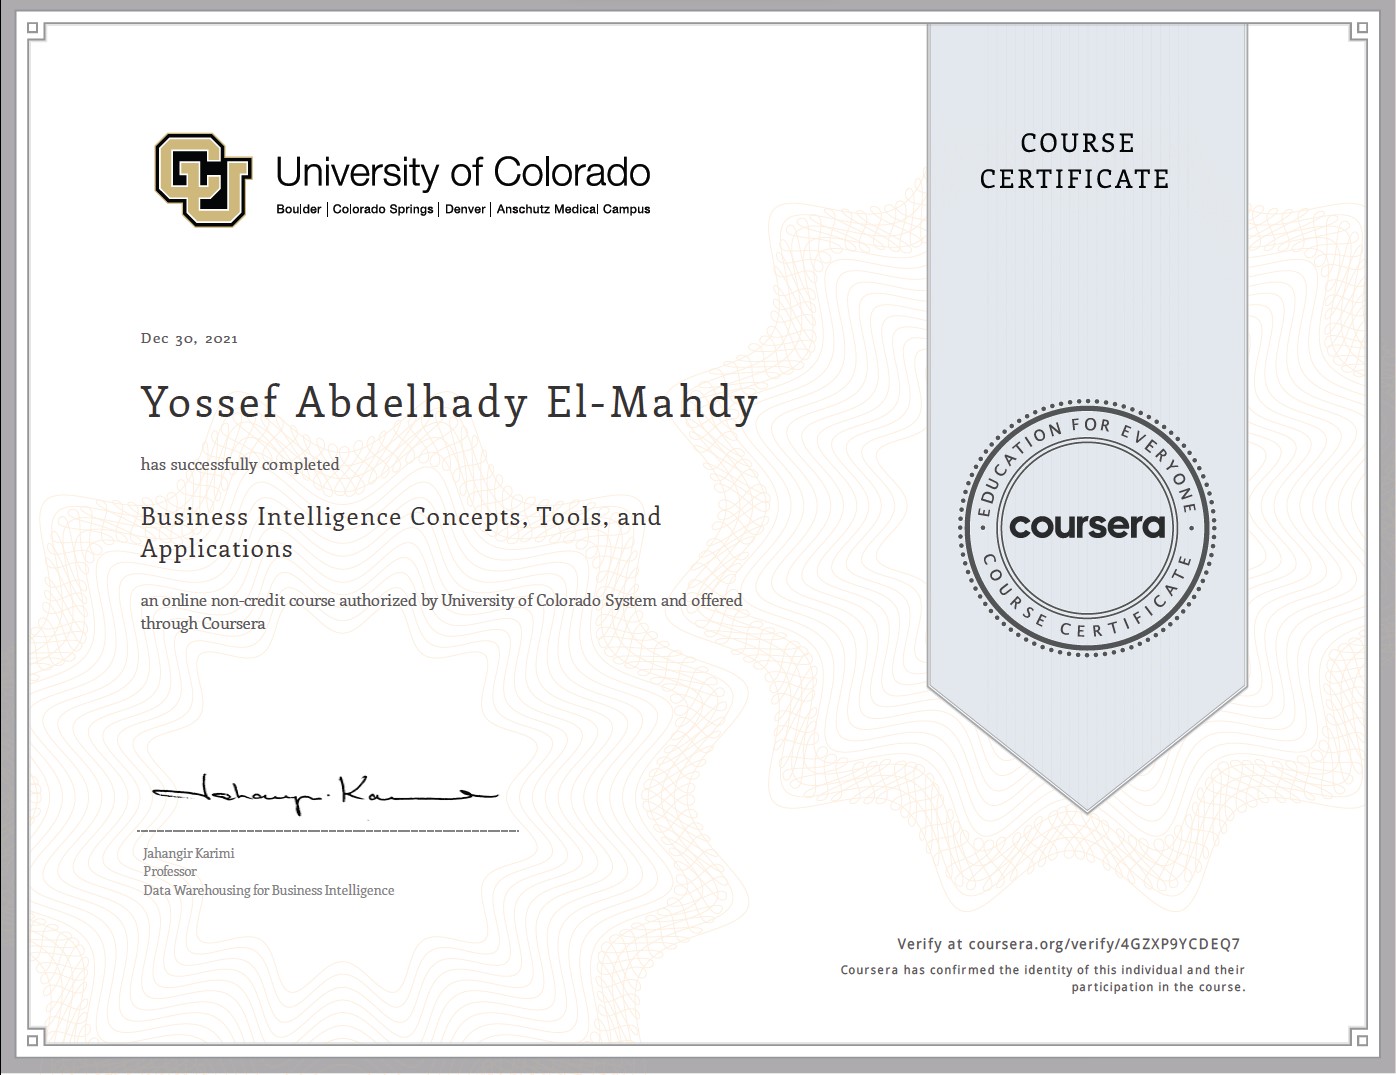 University of Colorado
Boulder | Colorado Springs | Denver | Anschutz Medical Campus
COURSE
CERTIFICATE
Dec 30, 2021
Yossef Abdelhady El-Mahdy
has successfully completed
Business Intelligence Concepts, Tools, and
Applications
an online non-credit course authorized by University of Colorado System and offered
through Coursera
EDUCATION FOR EVERYONE
coursera
COURSE CERTIFICATE
Jahangir Karimi
Jahangir Karimi
Professor
Data Warehousing for Business Intelligence
Verify at coursera.org/verify/4GZXP9YCDEQ7
Coursera has confirmed the identity of this individual and their
participation in the course.